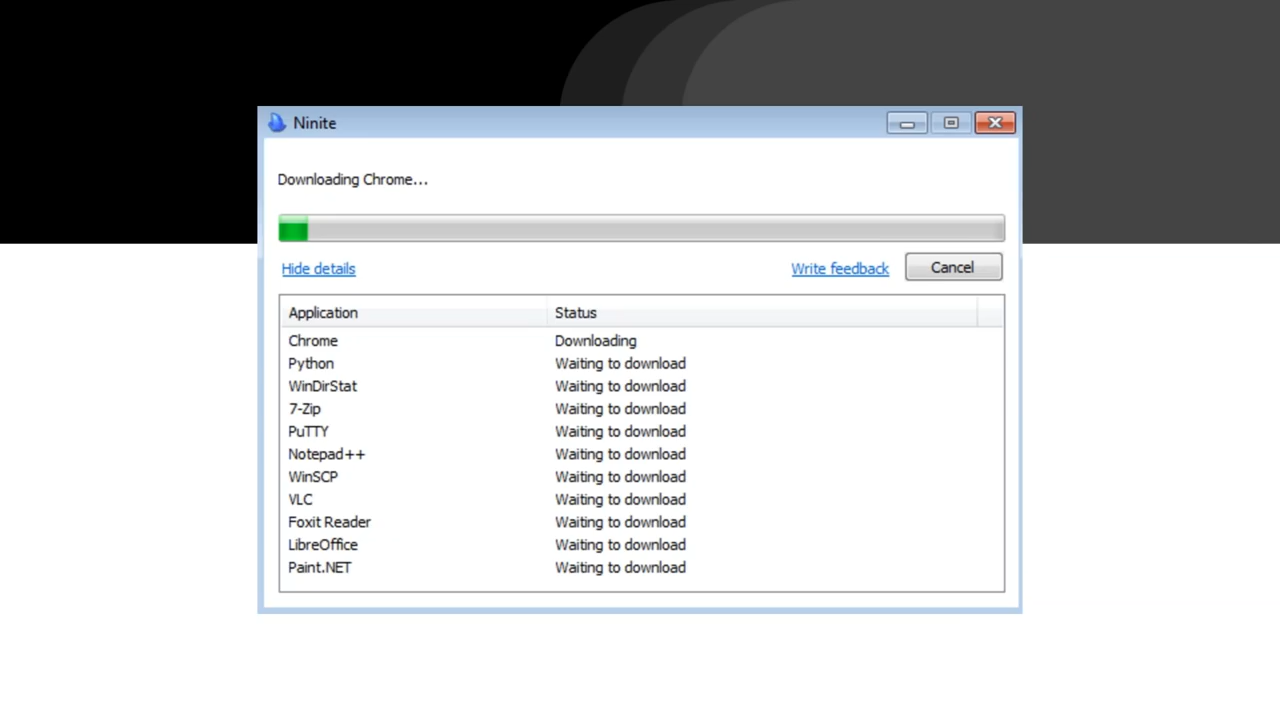 Ninite
Downloading Chrome...
Hide details Write feedback Cancel
Application Status
Chrome Downloading
Python Waiting to download
WinDirStat Waiting to download
7-Zip Waiting to download
PuTTY Waiting to download
Notepad++ Waiting to download
WinSCP Waiting to download
VLC Waiting to download
Foxit Reader Waiting to download
LibreOffice Waiting to download
Paint.NET Waiting to download